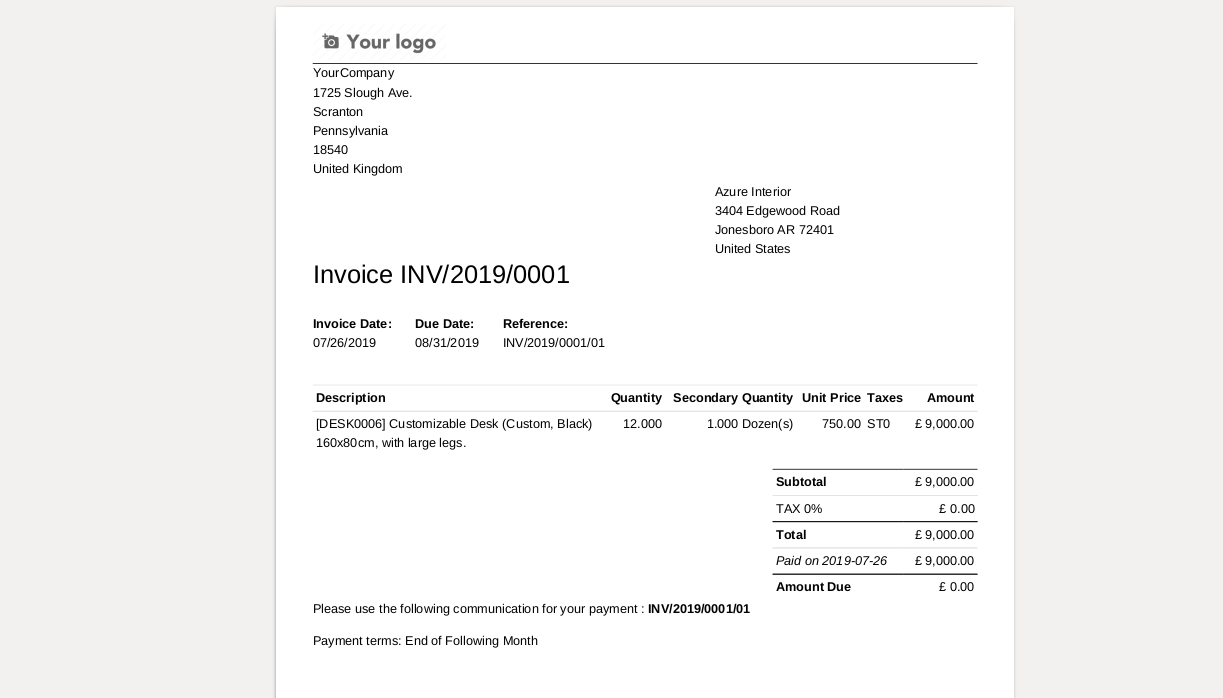 Your logo
YourCompany
1725 Slough Ave.
Scranton
Pennsylvania
18540
United Kingdom
Azure Interior
3404 Edgewood Road
Jonesboro AR 72401
United States
Invoice INV/2019/0001
Invoice Date: Due Date: Reference:
07/26/2019 08/31/2019 INV/2019/0001/01
Description Quantity Secondary Quantity Unit Price Taxes Amount
[DESK0006] Customizable Desk (Custom, Black) 12.000 1.000 Dozen(s) 750.00 ST0 £ 9,000.00
160x80cm, with large legs.
Subtotal £ 9,000.00
TAX 0% £ 0.00
Total £ 9,000.00
Paid on 2019-07-26 £ 9,000.00
Amount Due £ 0.00
Please use the following communication for your payment : INV/2019/0001/01
Payment terms: End of Following Month